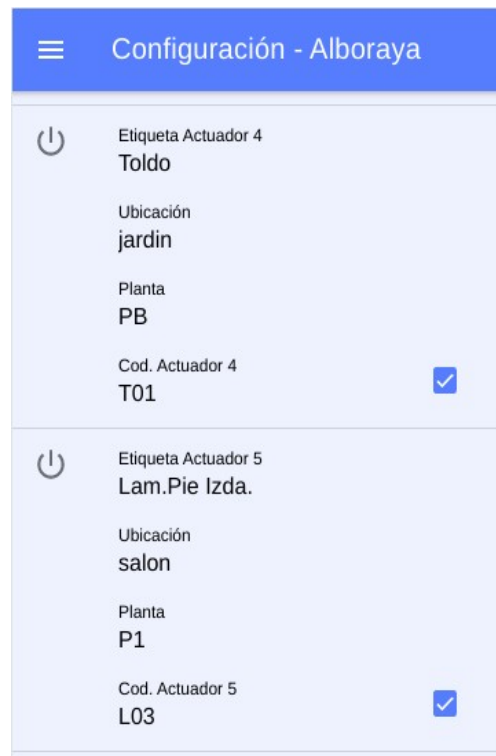 Configuración - Alboraya
Etiqueta Actuador 4
Toldo
Ubicación
jardin
Planta
PB
Cod. Actuador 4
T01
Etiqueta Actuador 5
Lam.Pie Izda.
Ubicación
salon
Planta
P1
Cod. Actuador 5
L03